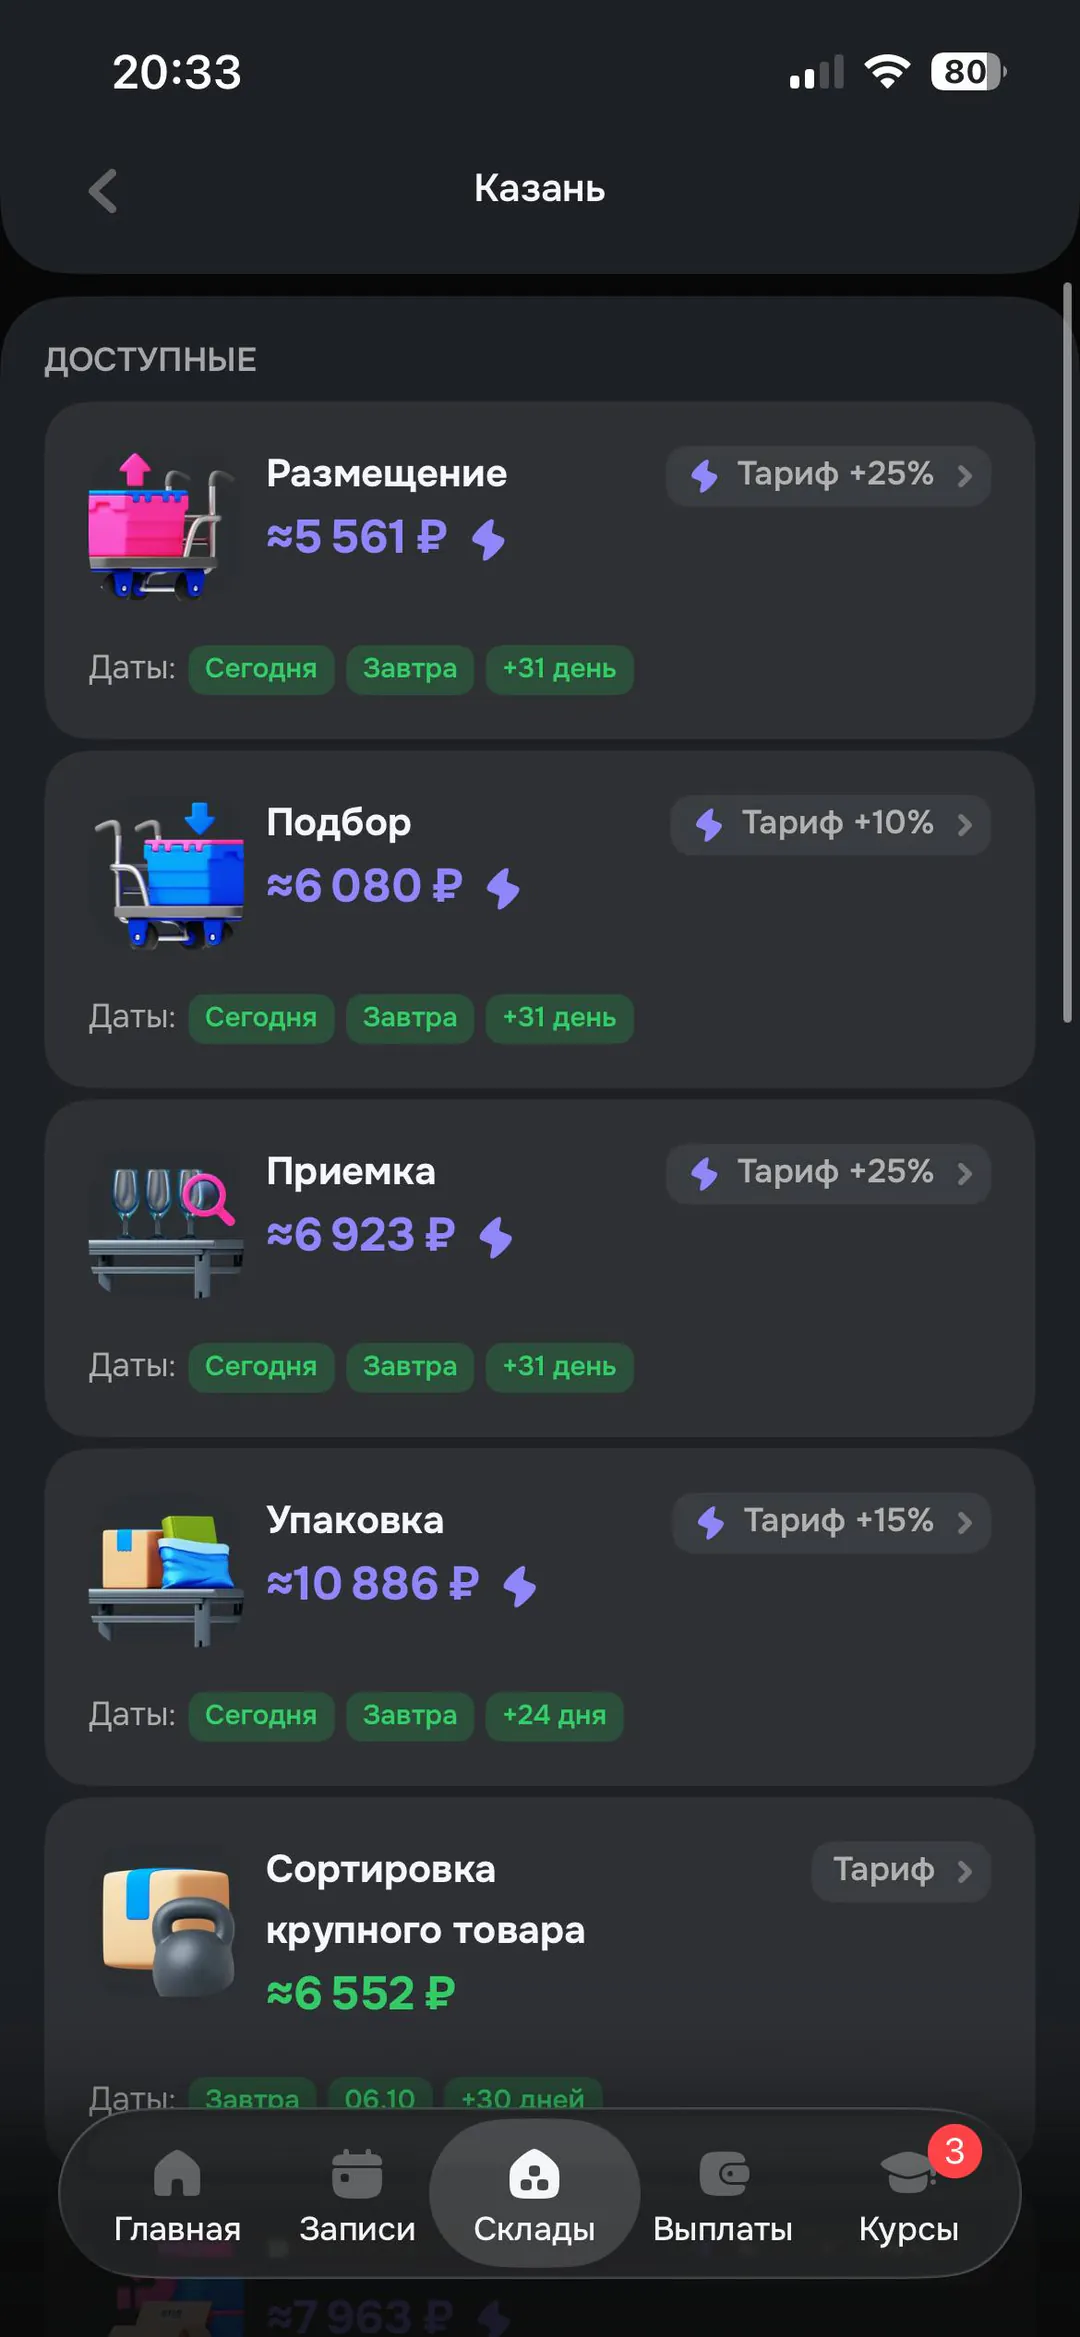 20:33
80
Казань
ДОСТУПНЫЕ
Размещение
Тариф +25%
≈5 561 ₽
Даты: Сегодня Завтра +31 день
Подбор
Тариф +10%
≈6 080 ₽
Даты: Сегодня Завтра +31 день
Приемка
Тариф +25%
≈6 923 ₽
Даты: Сегодня Завтра +31 день
Упаковка
Тариф +15%
≈10 886 ₽
Даты: Сегодня Завтра +24 дня
Сортировка
Тариф
крупного товара
≈6 552 ₽
Даты: Завтра 06.10 +30 дней
3
Главная Записи Склады Выплаты Курсы
≈7 963 ₽